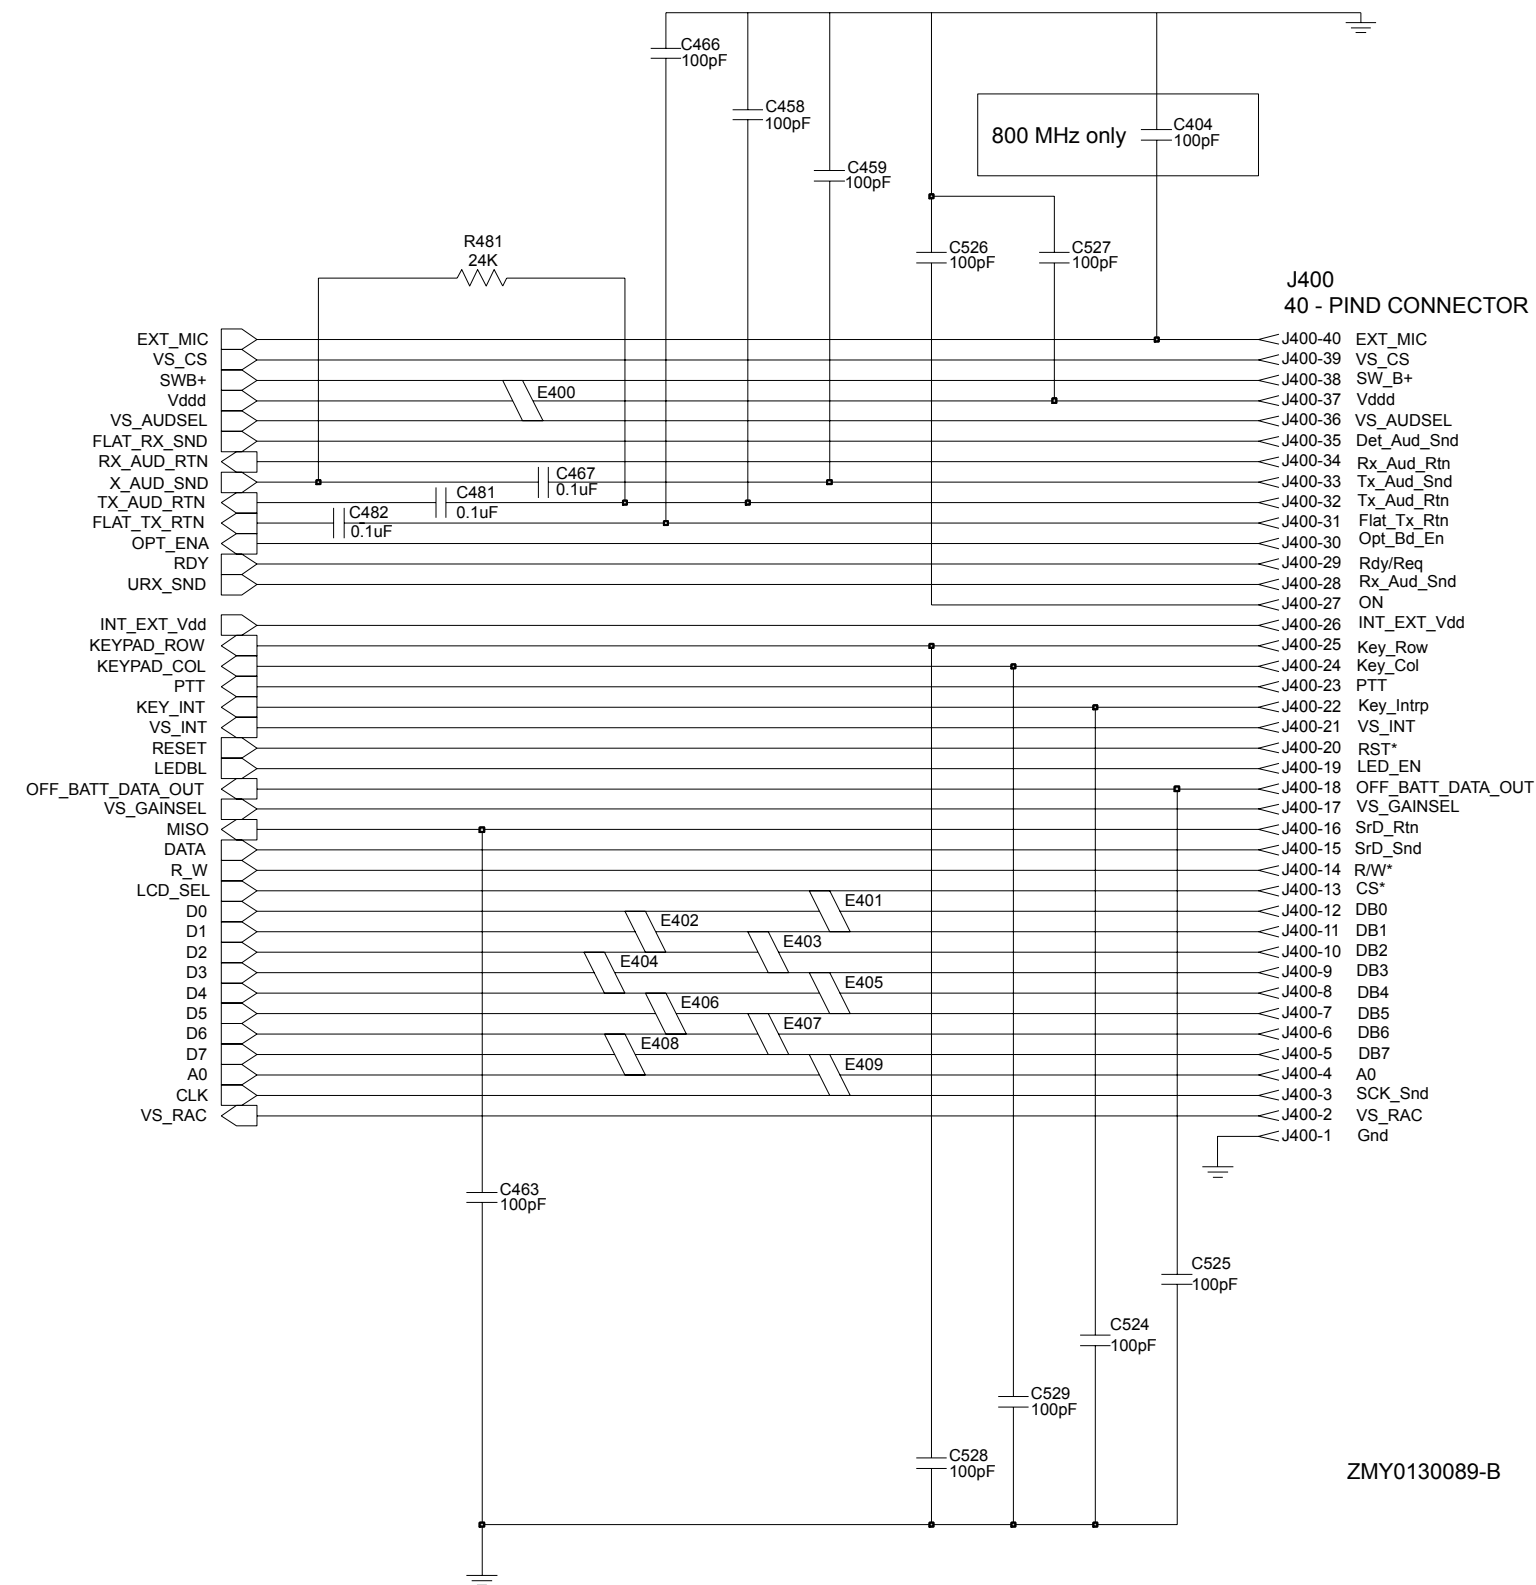 C466
100pF
C458
100pF
800 MHz only
C404
100pF
C459
100pF
R481
24K
C526
100pF
C527
100pF
J400
40 - PIND CONNECTOR
EXT_MIC J400-40 EXT_MIC
VS_CS J400-39 VS_CS
SWB+ J400-38 SW_B+
E400
Vddd J400-37 Vddd
VS_AUDSEL J400-36 VS_AUDSEL
FLAT_RX_SND J400-35 Det_Aud_Snd
RX_AUD_RTN J400-34 Rx_Aud_Rtn
C467
0.1uF
X_AUD_SND J400-33 Tx_Aud_Snd
C481
0.1uF
TX_AUD_RTN J400-32 Tx_Aud_Rtn
C482
0.1uF
FLAT_TX_RTN J400-31 Flat_Tx_Rtn
OPT_ENA J400-30 Opt_Bd_En
RDY J400-29 Rdy/Req
URX_SND J400-28 Rx_Aud_Snd
J400-27 ON
INT_EXT_Vdd J400-26 INT_EXT_Vdd
KEYPAD_ROW J400-25 Key_Row
KEYPAD_COL J400-24 Key_Col
PTT J400-23 PTT
KEY_INT J400-22 Key_Intrp
VS_INT J400-21 VS_INT
RESET J400-20 RST*
LEDBL J400-19 LED_EN
OFF_BATT_DATA_OUT J400-18 OFF_BATT_DATA_OUT
VS_GAINSEL J400-17 VS_GAINSEL
MISO J400-16 SrD_Rtn
DATA J400-15 SrD_Snd
R_W J400-14 R/W*
LCD_SEL J400-13 CS*
E401
D0 J400-12 DB0
E402
D1 J400-11 DB1
E403
D2 J400-10 DB2
E404
D3 J400-9 DB3
E405
D4 J400-8 DB4
E406
D5 J400-7 DB5
E407
D6 J400-6 DB6
E408
D7 J400-5 DB7
E409
A0 J400-4 A0
CLK J400-3 SCK_Snd
VS_RAC J400-2 VS_RAC
J400-1 Gnd
C463
100pF
C525
100pF
C524
100pF
C529
100pF
C528
100pF
ZMY0130089-B